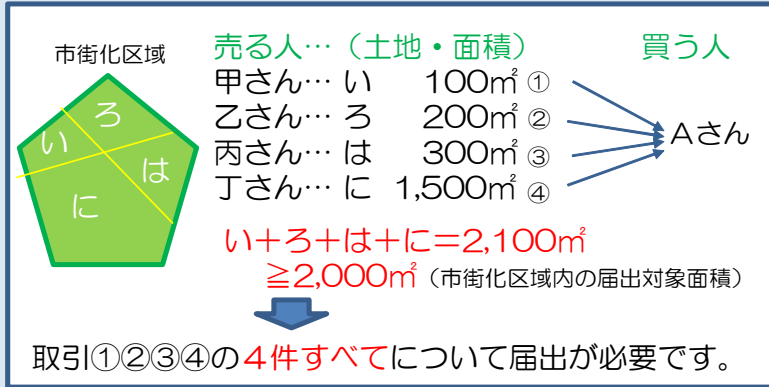 市街化区域
売る人…（土地・面積） 買う人
甲さん… い 100㎡ ①
乙さん… ろ 200㎡ ②
丙さん… は 300㎡ ③
丁さん… に 1,500㎡ ④
Aさん
い
ろ
は
に
い＋ろ＋は＋に＝2,100㎡
≧2,000㎡（市街化区域内の届出対象面積）
取引①②③④の４件すべてについて届出が必要です。